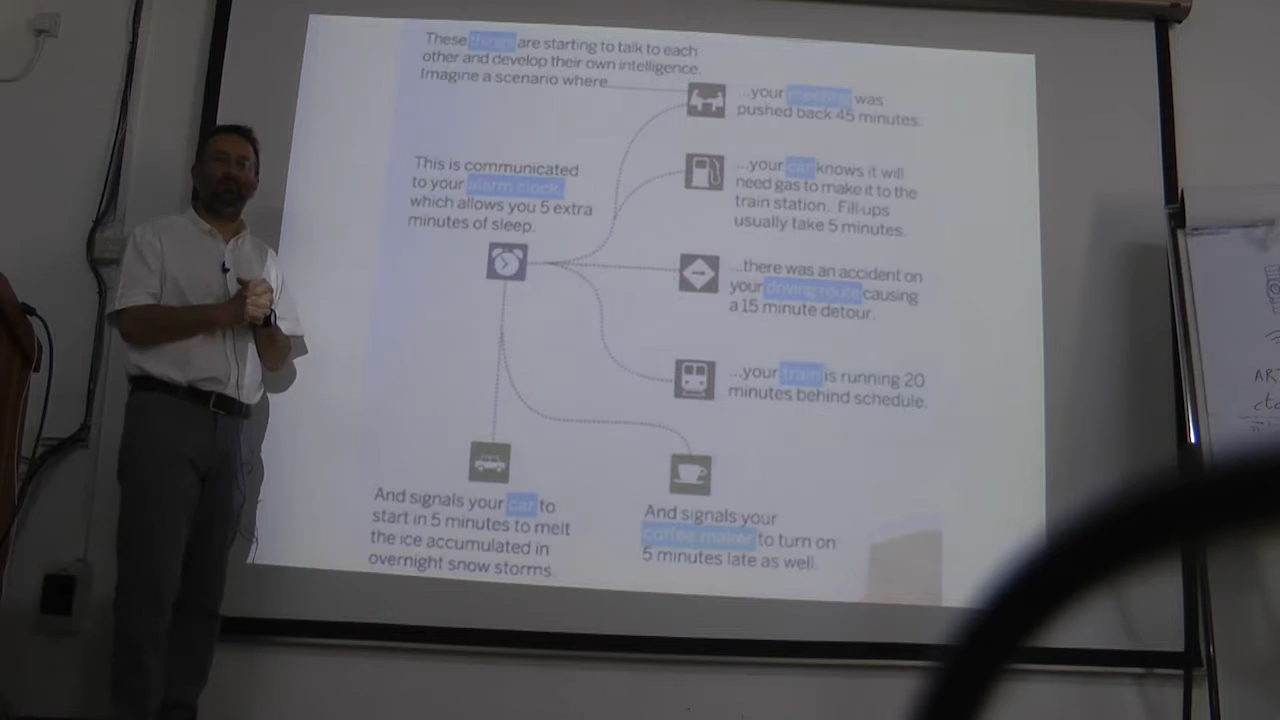 These things are starting to talk to each
other and develop their own intelligence.
Imagine a scenario where
...your meeting was
pushed back 45 minutes.
...your car knows it will
need gas to make it to the
train station. Fill-ups
usually take 5 minutes.
...there was an accident on
your driving route causing
a 15 minute detour.
...your train is running 20
minutes behind schedule.
This is communicated
to your alarm clock,
which allows you 5 extra
minutes of sleep.
And signals your car to
start in 5 minutes to melt
the ice accumulated in
overnight snow storms.
And signals your
coffee maker to turn on
5 minutes late as well.